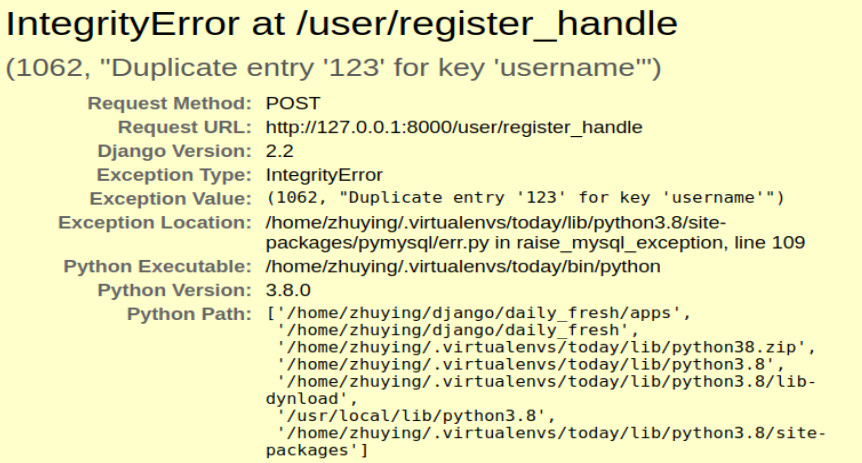 IntegrityError at /user/register_handle
(1062, "Duplicate entry '123' for key 'username'")
Request Method: POST
Request URL: http://127.0.0.1:8000/user/register_handle
Django Version: 2.2
Exception Type: IntegrityError
Exception Value: (1062, "Duplicate entry '123' for key 'username'")
Exception Location: /home/zhuying/.virtualenvs/today/lib/python3.8/site-
packages/pymysql/err.py in raise_mysql_exception, line 109
Python Executable: /home/zhuying/.virtualenvs/today/bin/python
Python Version: 3.8.0
Python Path: ['/home/zhuying/django/daily_fresh/apps',
'/home/zhuying/django/daily_fresh',
'/home/zhuying/.virtualenvs/today/lib/python38.zip',
'/home/zhuying/.virtualenvs/today/lib/python3.8',
'/home/zhuying/.virtualenvs/today/lib/python3.8/lib-
dynload',
'/usr/local/lib/python3.8',
'/home/zhuying/.virtualenvs/today/lib/python3.8/site-
packages']